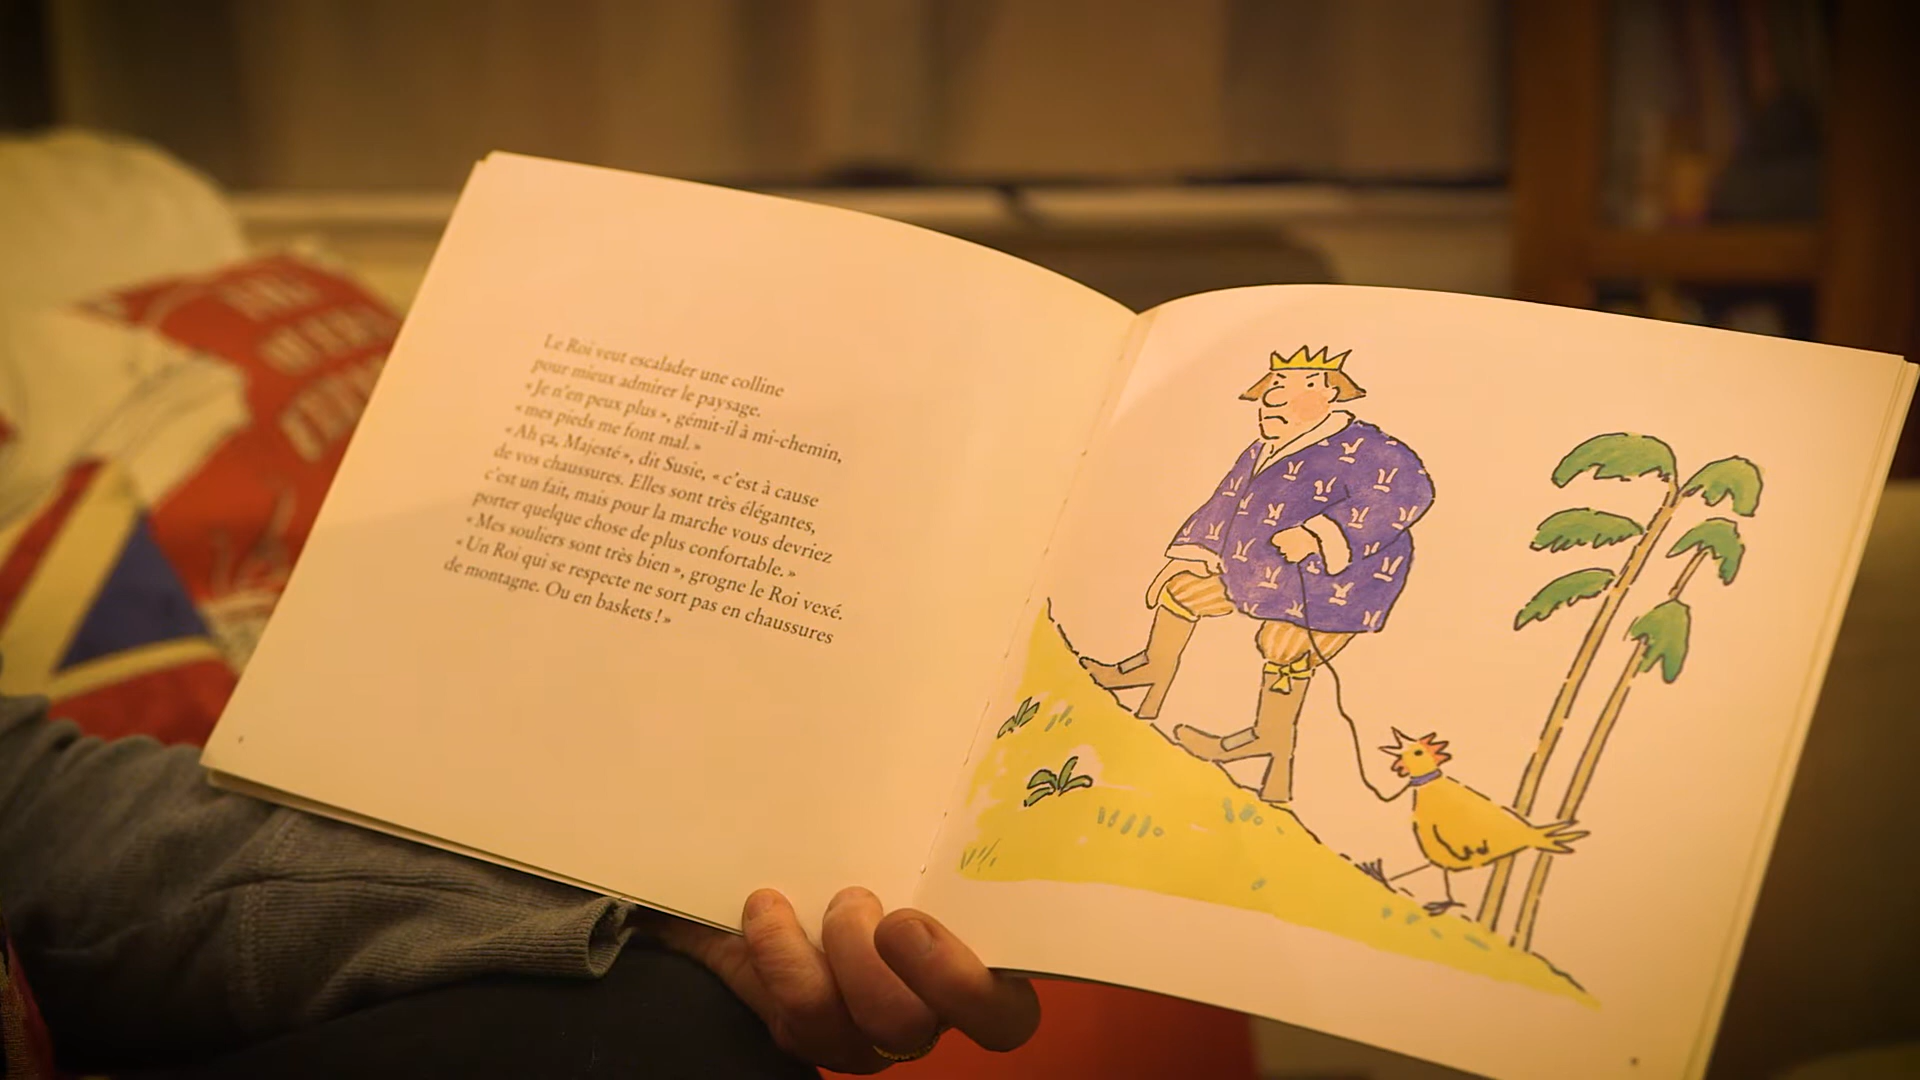 Le Roi veut escalader une colline
pour mieux admirer le paysage.
« Je n'en peux plus », gémit-il à mi-chemin,
« mes pieds me font mal. »
« Ah ça, Majesté », dit Susie, « c'est à cause
de vos chaussures. Elles sont très élégantes,
c'est un fait, mais pour la marche vous devriez
porter quelque chose de plus confortable. »
« Mes souliers sont très bien », grogne le Roi vexé.
« Un Roi qui se respecte ne sort pas en chaussures
de montagne. Ou en baskets ! »